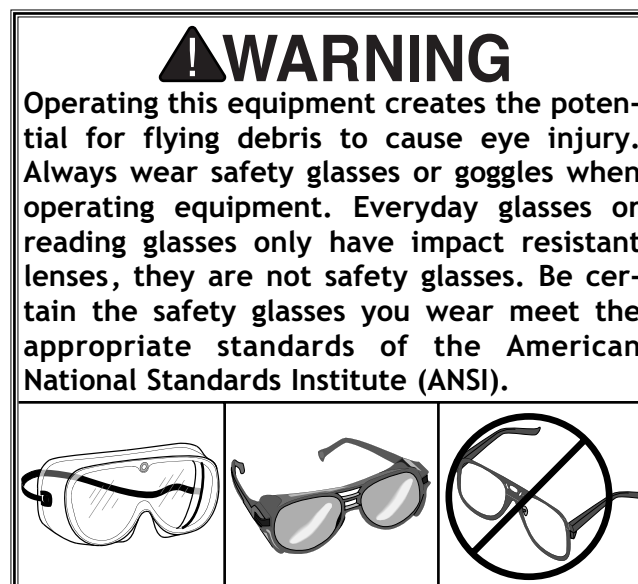 WARNING
Operating this equipment creates the poten-
tial for flying debris to cause eye injury.
Always wear safety glasses or goggles when
operating equipment. Everyday glasses or
reading glasses only have impact resistant
lenses, they are not safety glasses. Be cer-
tain the safety glasses you wear meet the
appropriate standards of the American
National Standards Institute (ANSI).